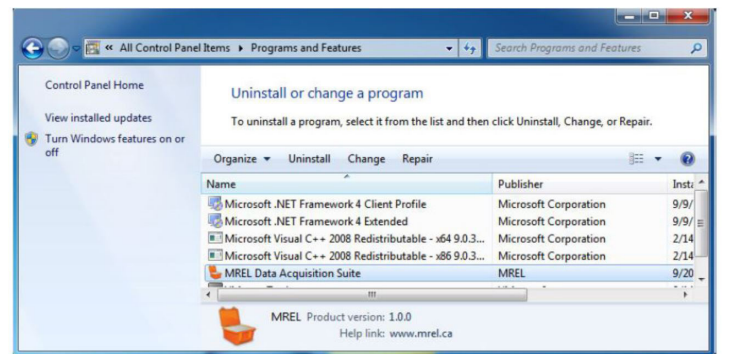 « All Control Panel Items ▸ Programs and Features
Search Programs and Features
Control Panel Home
View installed updates
Turn Windows features on or
off
Uninstall or change a program
To uninstall a program, select it from the list and then click Uninstall, Change, or Repair.
Organize Uninstall Change Repair
Name Publisher Insta
Microsoft .NET Framework 4 Client Profile Microsoft Corporation 9/9/
Microsoft .NET Framework 4 Extended Microsoft Corporation 9/9/
Microsoft Visual C++ 2008 Redistributable - x64 9.0.3... Microsoft Corporation 2/14
Microsoft Visual C++ 2008 Redistributable - x86 9.0.3... Microsoft Corporation 2/14
MREL Data Acquisition Suite MREL 9/20
MREL Product version: 1.0.0
Help link: www.mrel.ca